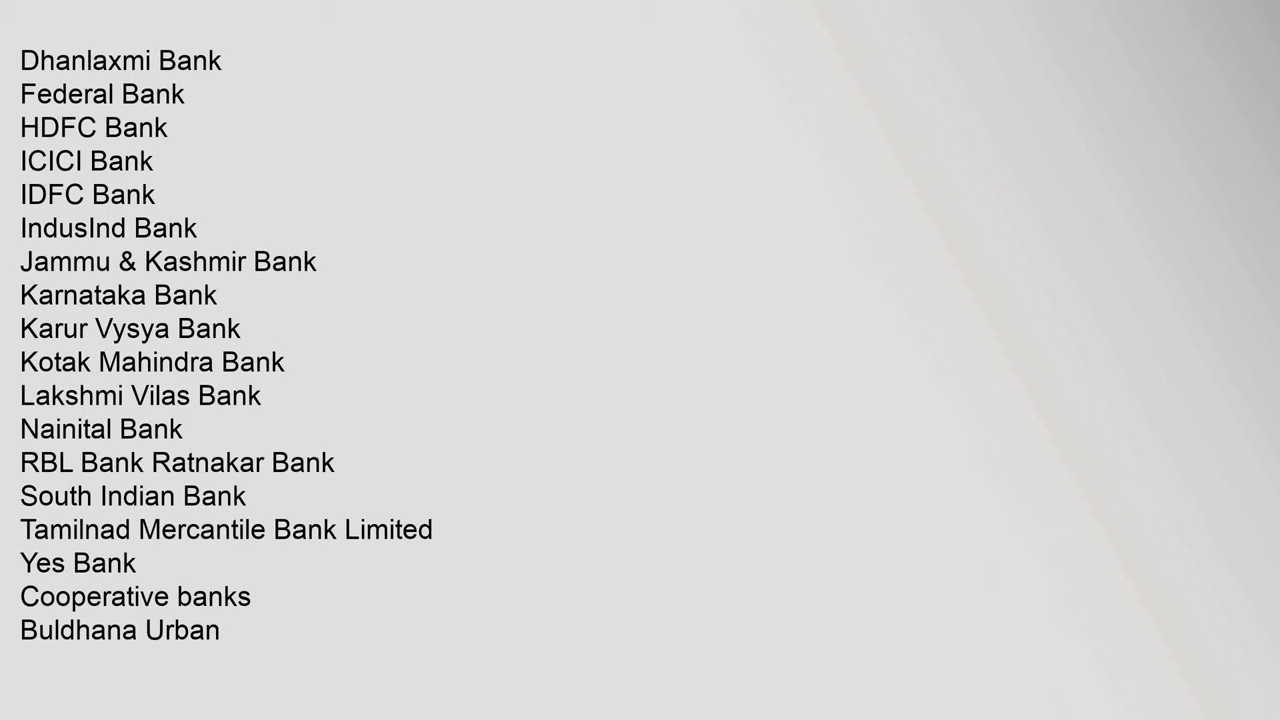 Dhanlaxmi Bank
Federal Bank
HDFC Bank
ICICI Bank
IDFC Bank
IndusInd Bank
Jammu & Kashmir Bank
Karnataka Bank
Karur Vysya Bank
Kotak Mahindra Bank
Lakshmi Vilas Bank
Nainital Bank
RBL Bank Ratnakar Bank
South Indian Bank
Tamilnad Mercantile Bank Limited
Yes Bank
Cooperative banks
Buldhana Urban